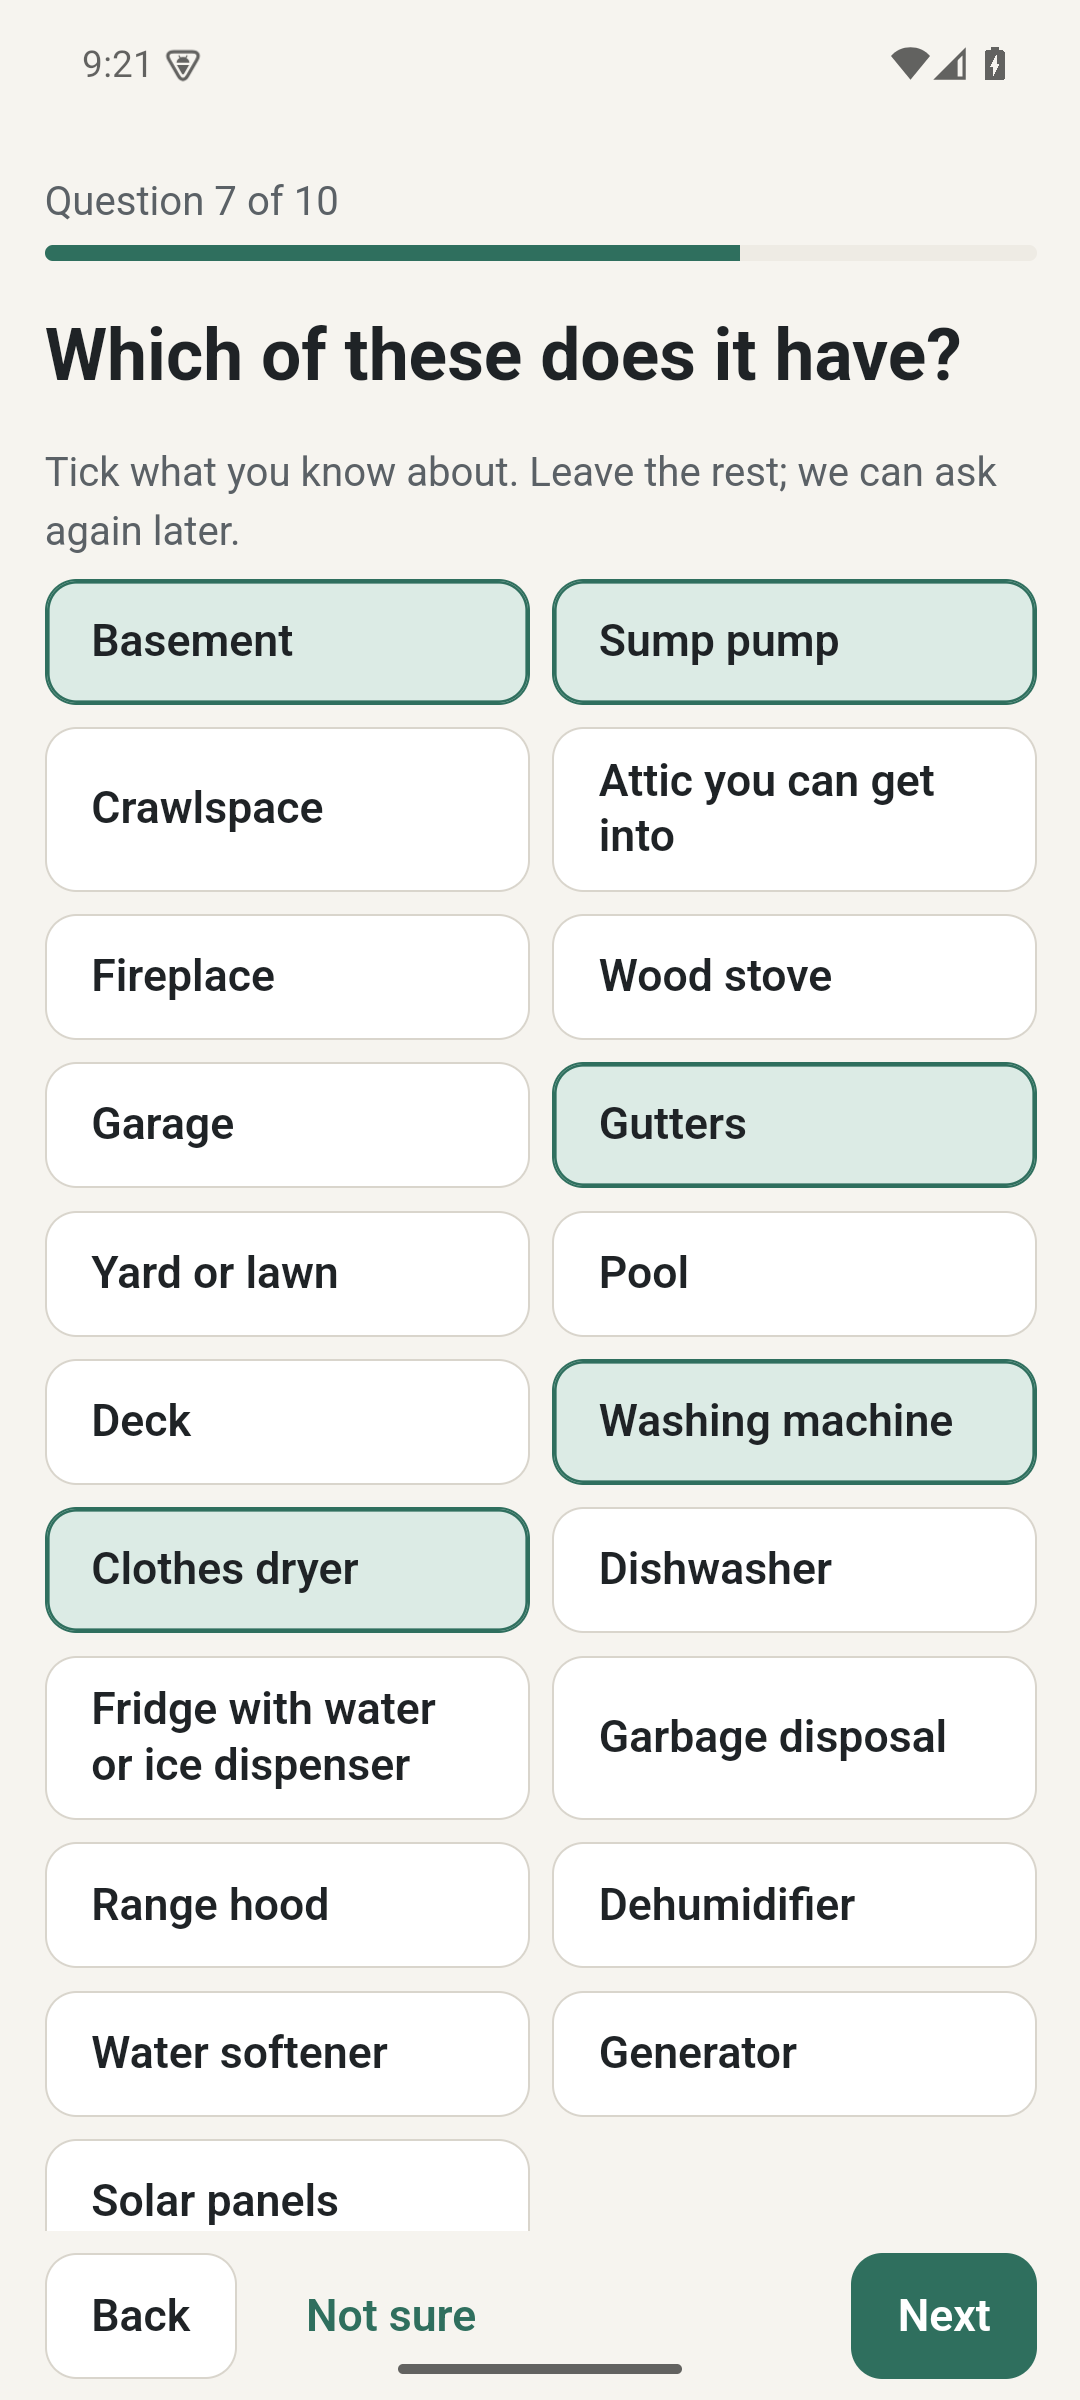 9:21
Question 7 of 10
Which of these does it have?
Tick what you know about. Leave the rest; we can ask
again later.
Basement
Sump pump
Crawlspace
Attic you can get
into
Fireplace
Wood stove
Garage
Gutters
Yard or lawn
Pool
Deck
Washing machine
Clothes dryer
Dishwasher
Fridge with water
or ice dispenser
Garbage disposal
Range hood
Dehumidifier
Water softener
Generator
Solar panels
Back
Not sure
Next